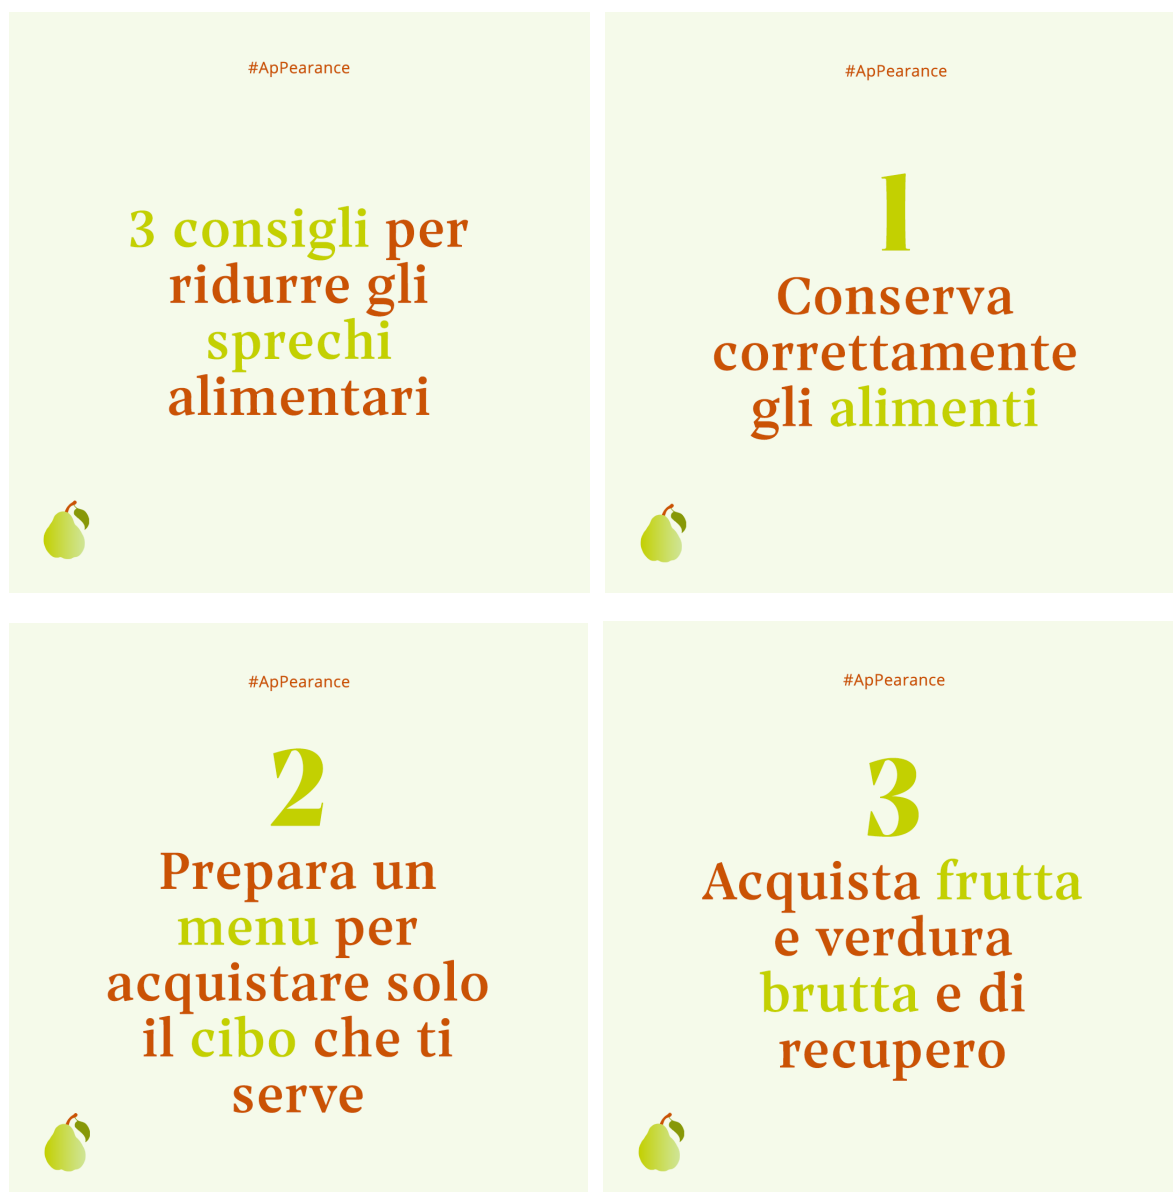 #ApPearance
3 consigli per
ridurre gli
sprechi
alimentari
#ApPearance
1
Conserva
correttamente
gli alimenti
#ApPearance
2
Prepara un
menu per
acquistare solo
il cibo che ti
serve
#ApPearance
3
Acquista frutta
e verdura
brutta e di
recupero